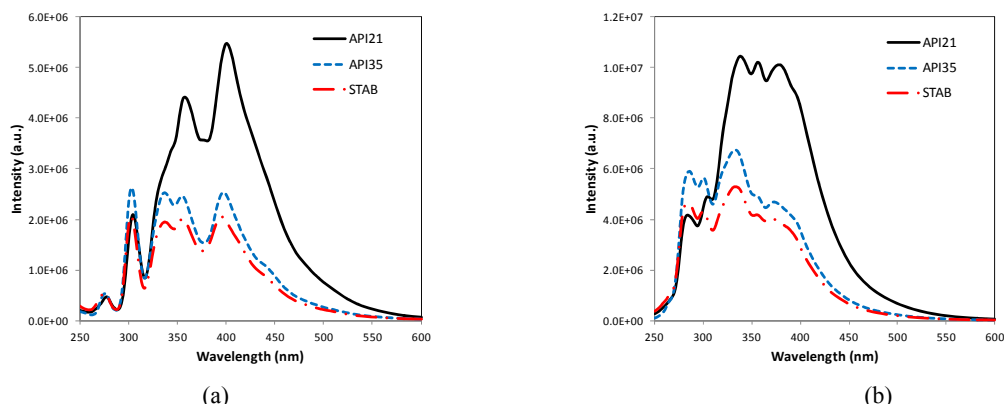 6.0E+06
5.0E+06
4.0E+06
3.0E+06
2.0E+06
1.0E+06
0.0E+00
Intensity (a.u.)
250 300 350 400 450 500 550 600
Wavelength (nm)
API21
API35
STAB
(a)
1.2E+07
1.0E+07
8.0E+06
6.0E+06
4.0E+06
2.0E+06
0.0E+00
Intensity (a.u.)
250 300 350 400 450 500 550 600
Wavelength (nm)
API21
API35
STAB
(b)